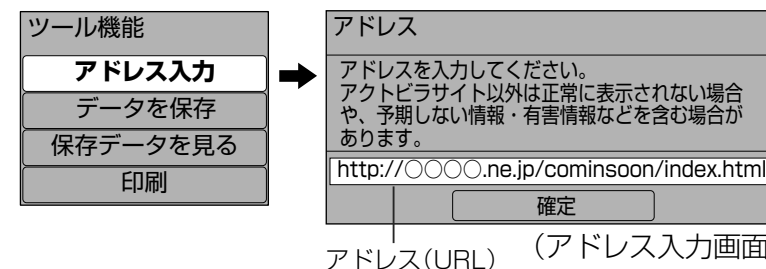 ツール機能
アドレス入力
データを保存
保存データを見る
印刷
アドレス
アドレスを入力してください。
アクトビラサイト以外は正常に表示されない場合
や、予期しない情報・有害情報などを含む場合が
あります。
http://○○○○.ne.jp/cominsoon/index.html
確定
アドレス(URL)
(アドレス入力画面